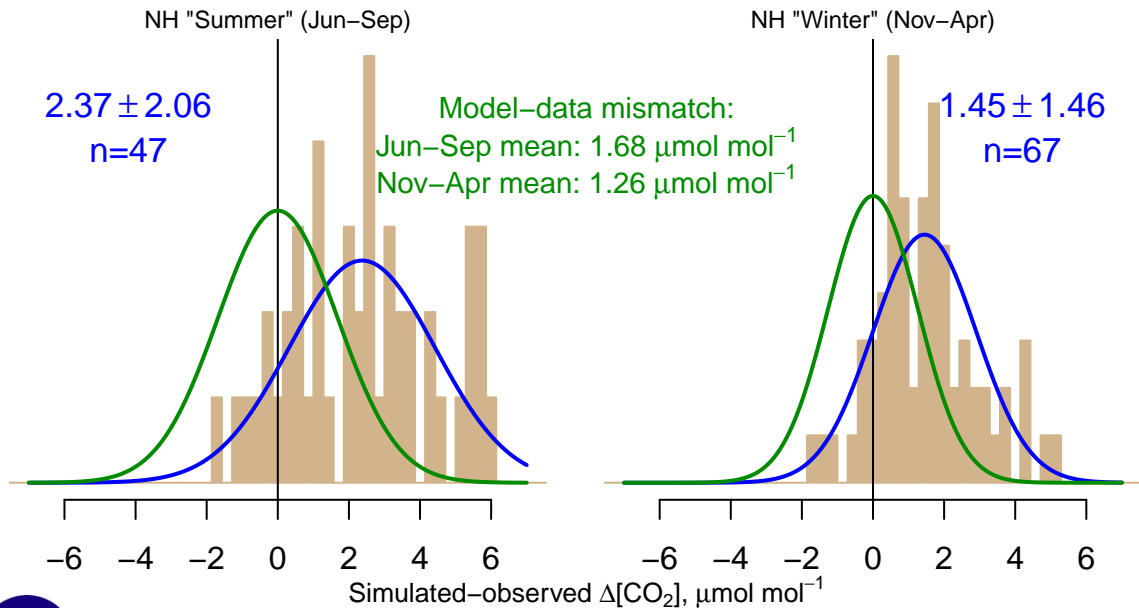 NH "Summer" (Jun−Sep)
NH "Winter" (Nov−Apr)
2.37 ± 2.06
n=47
Model−data mismatch:
Jun−Sep mean: 1.68 μmol mol⁻¹
Nov−Apr mean: 1.26 μmol mol⁻¹
1.45 ± 1.46
n=67
−6 −4 −2 0 2 4 6
−6 −4 −2 0 2 4 6
Simulated−observed Δ[CO₂], μmol mol⁻¹